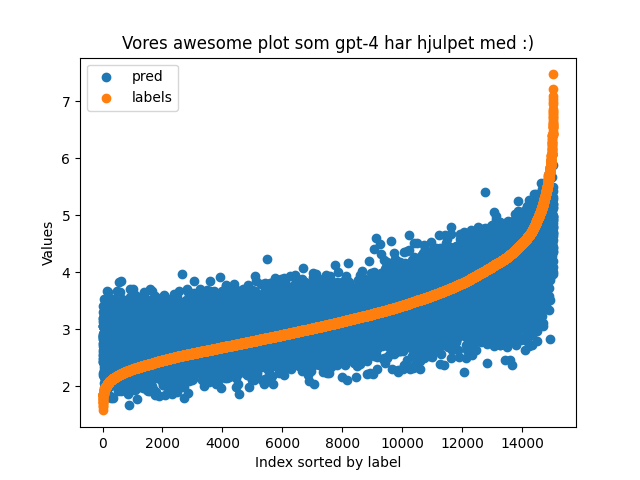 Vores awesome plot som gpt-4 har hjulpet med :)
pred
labels
7
6
5
4
3
2
Values
0 2000 4000 6000 8000 10000 12000 14000
Index sorted by label